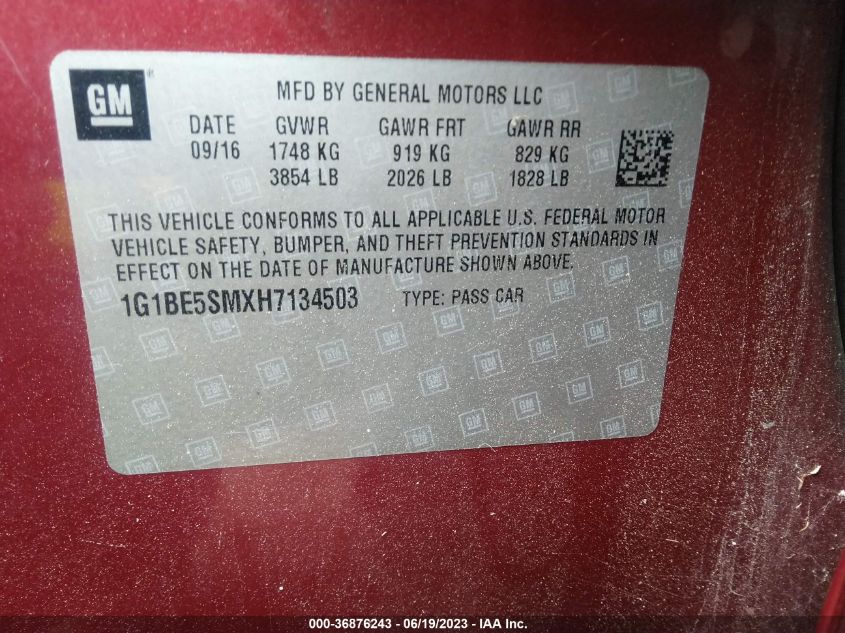 GM ®
MFD BY GENERAL MOTORS LLC
DATE GVWR GAWR FRT GAWR RR
09/16 1748 KG 919 KG 829 KG
3854 LB 2026 LB 1828 LB
THIS VEHICLE CONFORMS TO ALL APPLICABLE U.S. FEDERAL MOTOR
VEHICLE SAFETY, BUMPER, AND THEFT PREVENTION STANDARDS IN
EFFECT ON THE DATE OF MANUFACTURE SHOWN ABOVE.
1G1BE5SMXH7134503 TYPE: PASS CAR
000-36876243 - 06/19/2023 - IAA Inc.